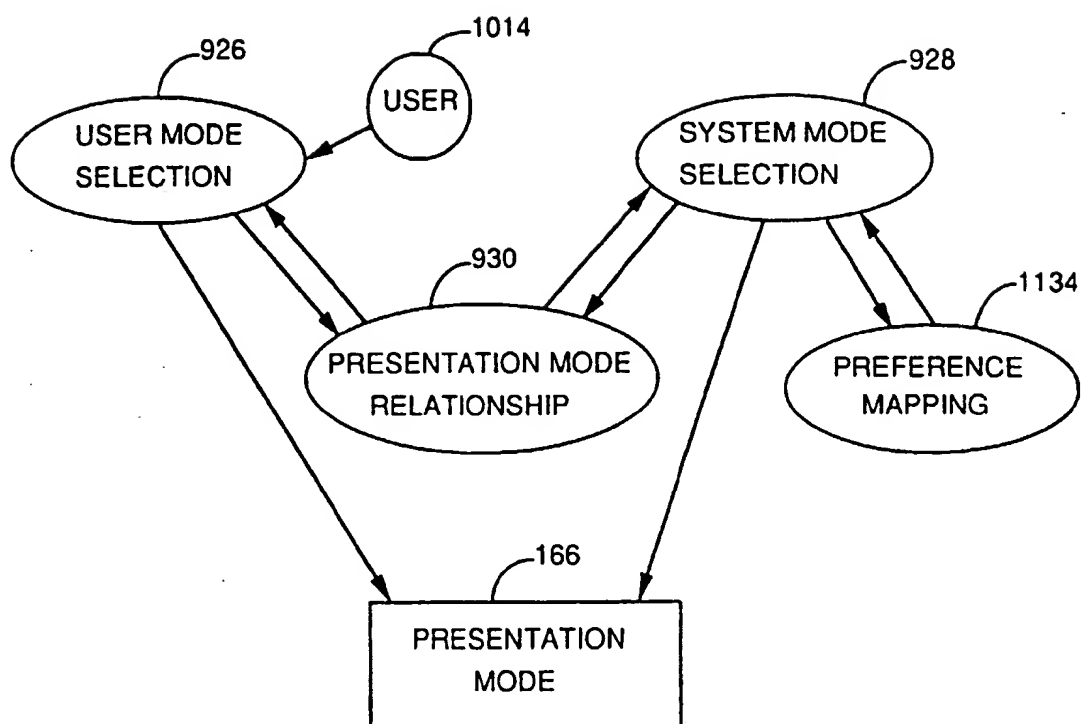 1014
926
928
USER
USER MODE
SELECTION
SYSTEM MODE
SELECTION
930
1134
PRESENTATION MODE
RELATIONSHIP
PREFERENCE
MAPPING
166
PRESENTATION
MODE